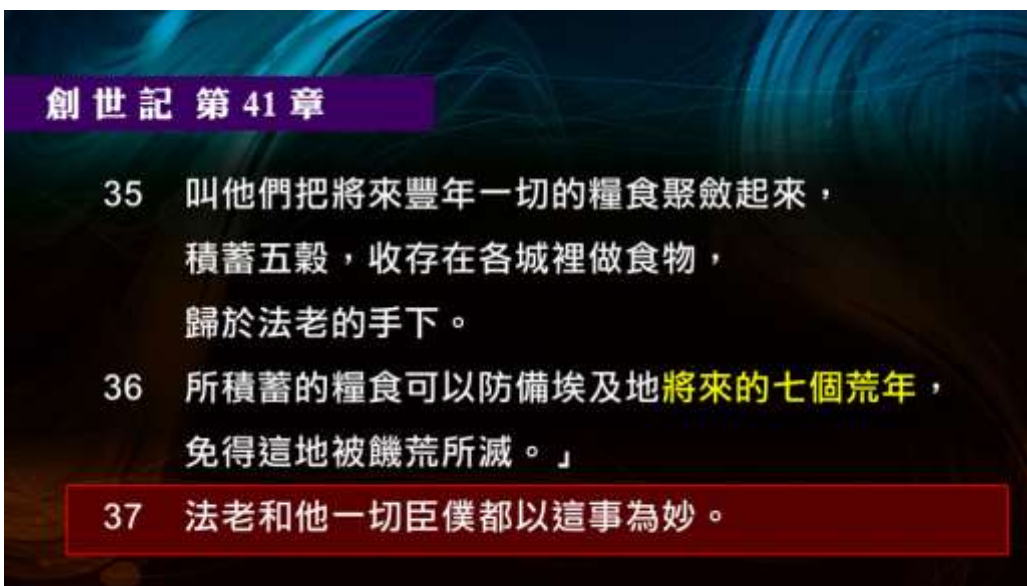 創世記 第 41 章
35 叫他們把將來豐年一切的糧食聚斂起來，
積蓄五穀，收存在各城裡做食物，
歸於法老的手下。
36 所積蓄的糧食可以防備埃及地將來的七個荒年，
免得這地被饑荒所滅。」
37 法老和他一切臣僕都以這事為妙。